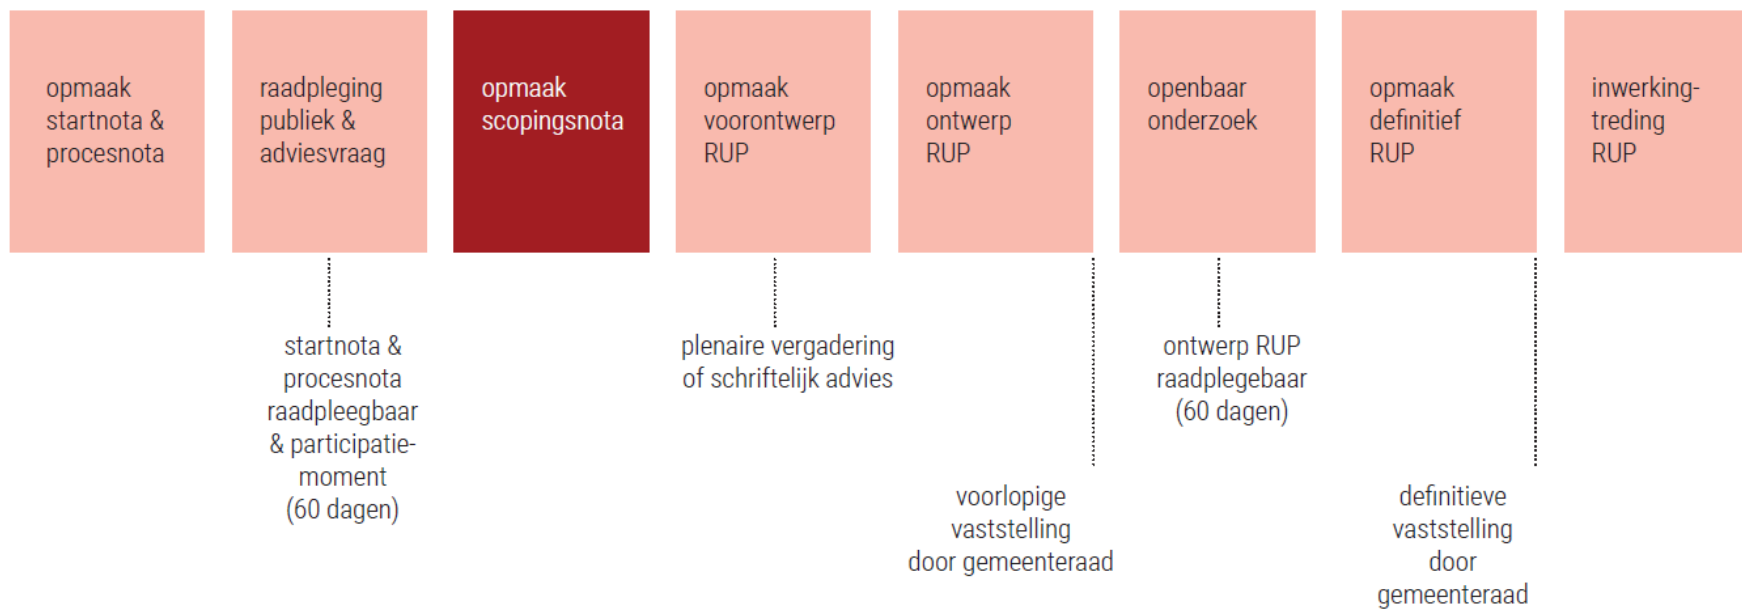 opmaak
startnota &
procesnota
raadpleging
publiek &
adviesvraag
opmaak
scopingsnota
opmaak
voorontwerp
RUP
opmaak
ontwerp
RUP
openbaar
onderzoek
opmaak
definitief
RUP
inwerking-
treding
RUP
startnota &
procesnota
raadpleegbaar
& participatie-
moment
(60 dagen)
plenaire vergadering
of schriftelijk advies
voorlopige
vaststelling
door gemeenteraad
ontwerp RUP
raadplegebaar
(60 dagen)
definitieve
vaststelling
door
gemeenteraad